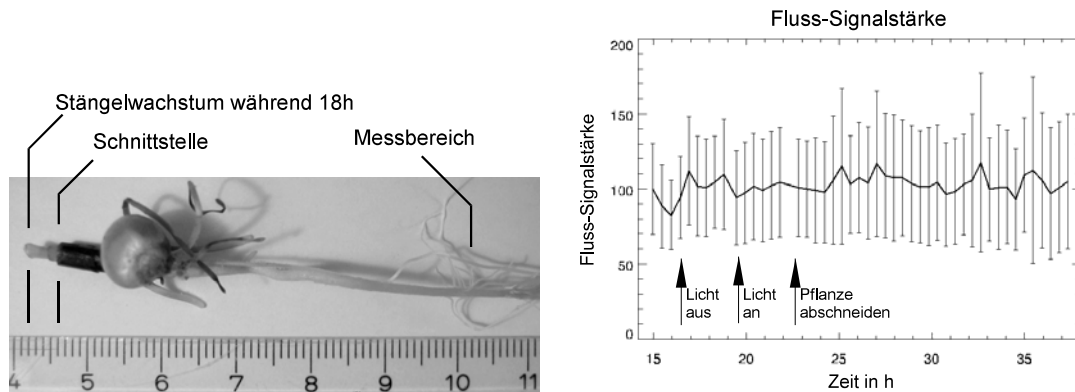 Stängelwachstum während 18h
Schnittstelle
Messbereich
4 5 6 7 8 9 10 11
Fluss-Signalstärke
Fluss-Signalstärke
200
150
100
50
0
Licht
aus
Licht
an
Pflanze
abschneiden
15 20 25 30 35
Zeit in h